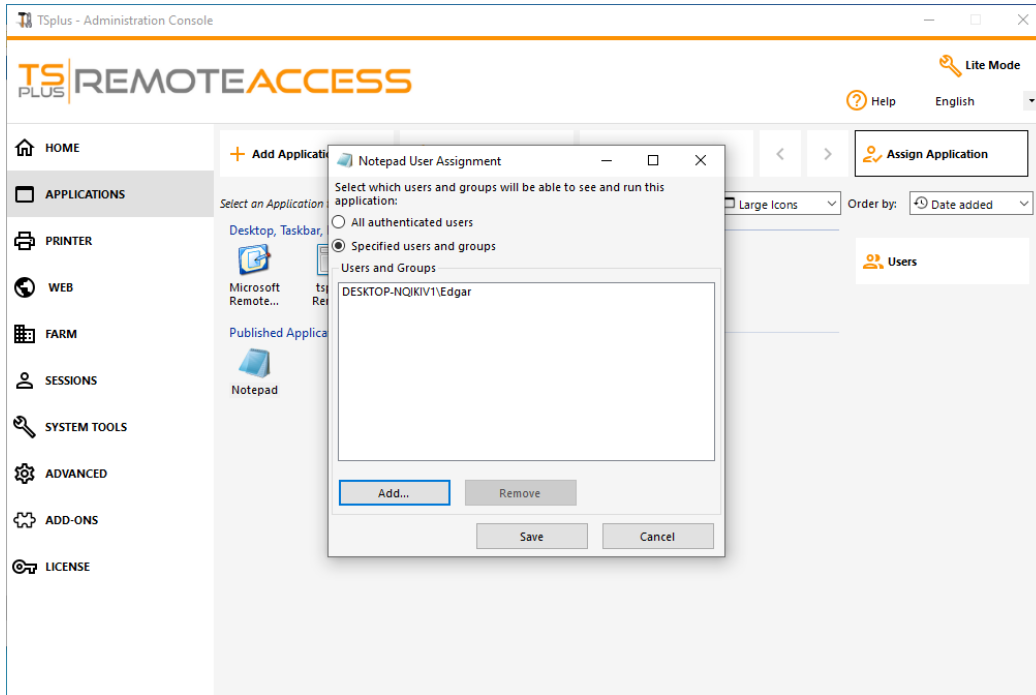 TSplus - Administration Console
TS PLUS REMOTEACCESS
Lite Mode
Help
English
HOME
APPLICATIONS
PRINTER
WEB
FARM
SESSIONS
SYSTEM TOOLS
ADVANCED
ADD-ONS
LICENSE
Add
Assign Application
Select an Application
Large Icons
Order by:
Date added
Desktop, Taskbar,
Microsoft
Remote...
Users
Published
Notepad
Notepad User Assignment
Select which users and groups will be able to see and run this
application:
All authenticated users
Specified users and groups
Users and Groups
DESKTOP-NQIKIV1\Edgar
Add...
Remove
Save
Cancel